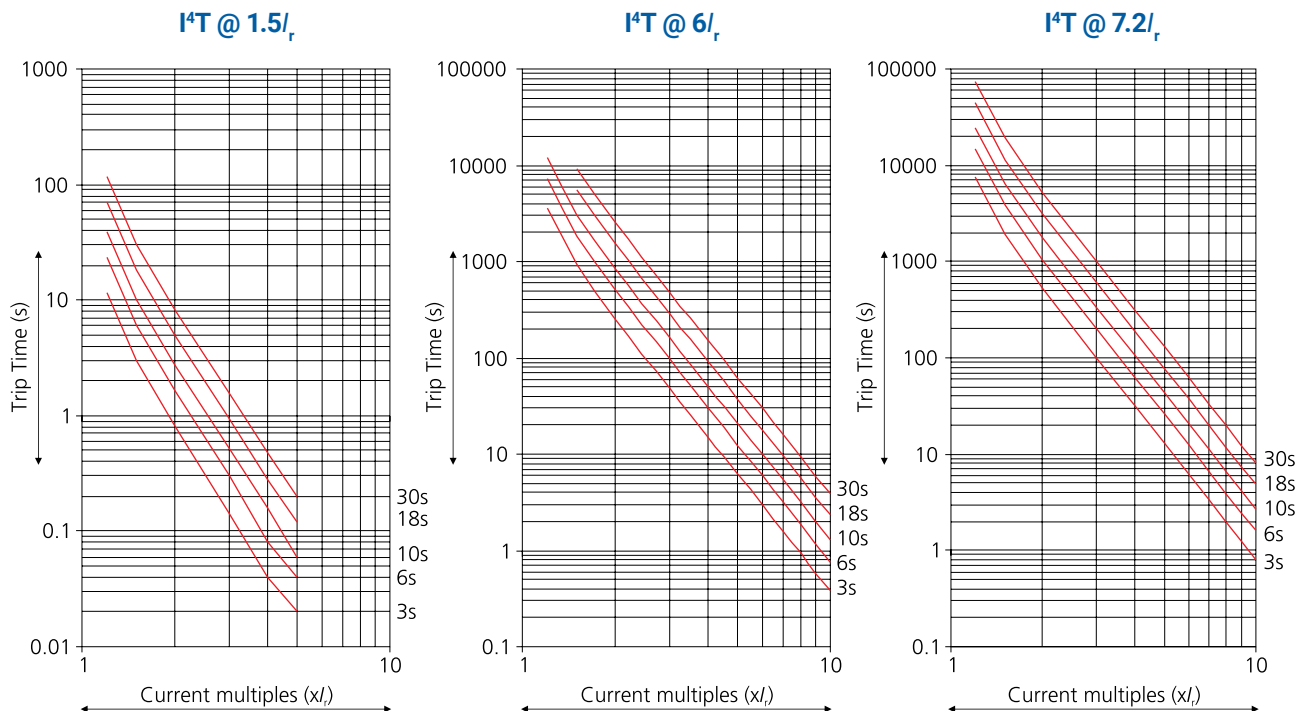 I⁴T @ 1.5Iᵣ
1000
100
10
1
0.1
0.01
Trip Time (s)
30s
18s
10s
6s
3s
1
10
Current multiples (xIᵣ)
I⁴T @ 6Iᵣ
100000
10000
1000
100
10
1
0.1
Trip Time (s)
30s
18s
10s
6s
3s
1
10
Current multiples (xIᵣ)
I⁴T @ 7.2Iᵣ
100000
10000
1000
100
10
1
0.1
Trip Time (s)
30s
18s
10s
6s
3s
1
10
Current multiples (xIᵣ)